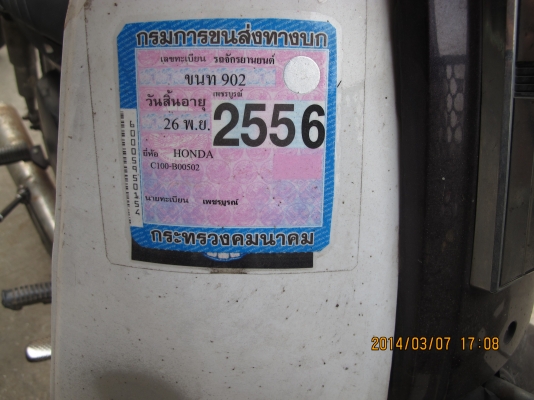 กรมการขนส่งทางบก
เลขทะเบียน รถจักรยานยนต์
ขนท 902
เพชรบูรณ์
วันสิ้นอายุ
26 พ.ย. 2556
ยี่ห้อ HONDA
C100-B00502
นายทะเบียน เพชรบูรณ์
กระทรวงคมนาคม
2014/03/07 17:08